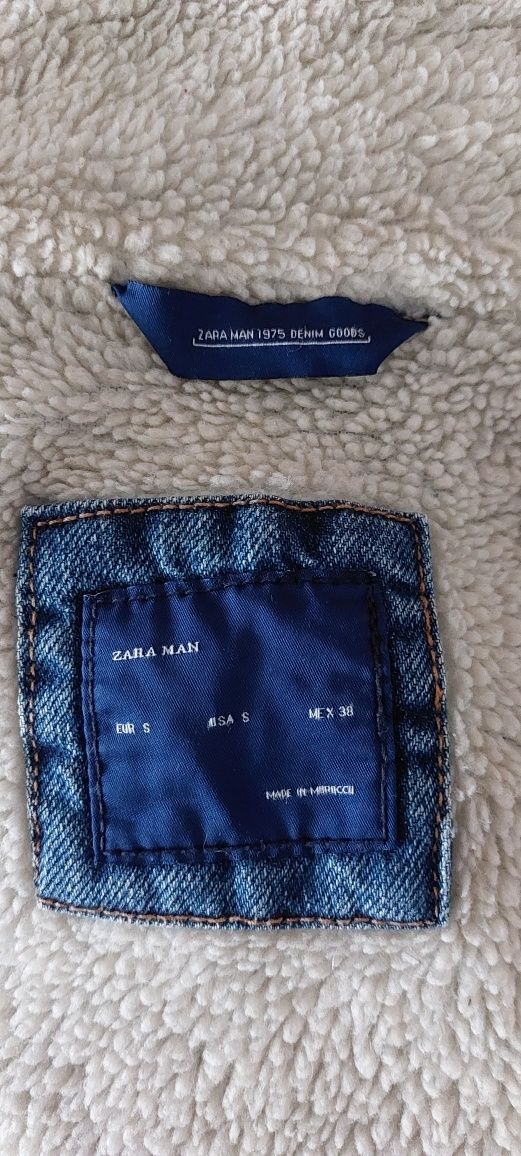 ZARA MAN 1975 DENIM GOODS
ZARA MAN
EUR S USA S MEX 38
MADE IN MOROCCO